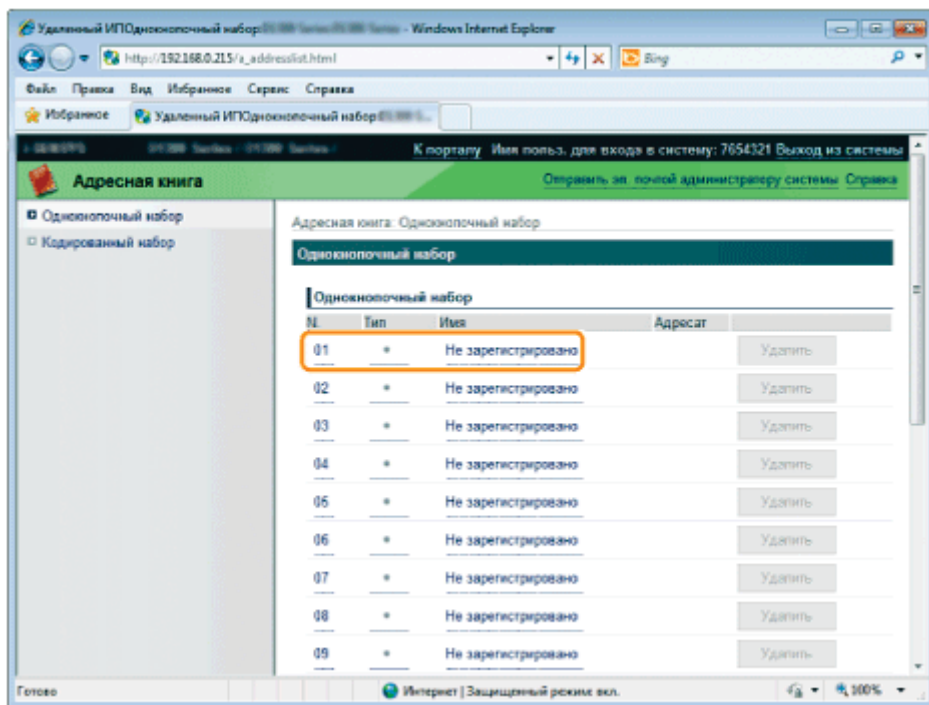 Удаленный ИПОднокнопочный набор: - Windows Internet Explorer
http://192.168.0.215/a_addresslist.html Bing
Файл Правка Вид Избранное Сервис Справка
Избранное Удаленный ИПОднокнопочный набор:
К порталу Имя польз. для входа в систему: 7654321 Выход из системы
Адресная книга Отправить эл. почтой администратору системы Справка
Однокнопочный набор
Кодированный набор
Адресная книга: Однокнопочный набор
Однокнопочный набор
Однокнопочный набор
N. Тип Имя Адресат
01 * Не зарегистрировано Удалить
02 * Не зарегистрировано Удалить
03 * Не зарегистрировано Удалить
04 * Не зарегистрировано Удалить
05 * Не зарегистрировано Удалить
06 * Не зарегистрировано Удалить
07 * Не зарегистрировано Удалить
08 * Не зарегистрировано Удалить
09 * Не зарегистрировано Удалить
Готово Интернет | Защищенный режим: вкл. 100%